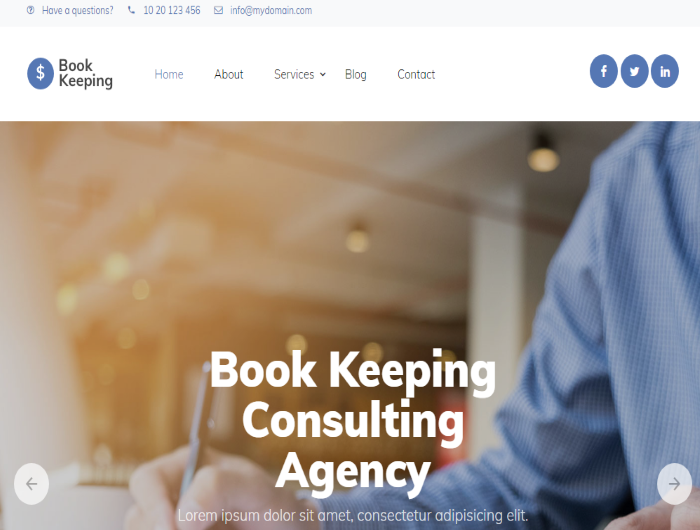 Have a questions? 10 20 123 456 info@mydomain.com
$ Book
Keeping
Home About Services Blog Contact
Book Keeping
Consulting
Agency
Lorem ipsum dolor sit amet, consectetur adipisicing elit.